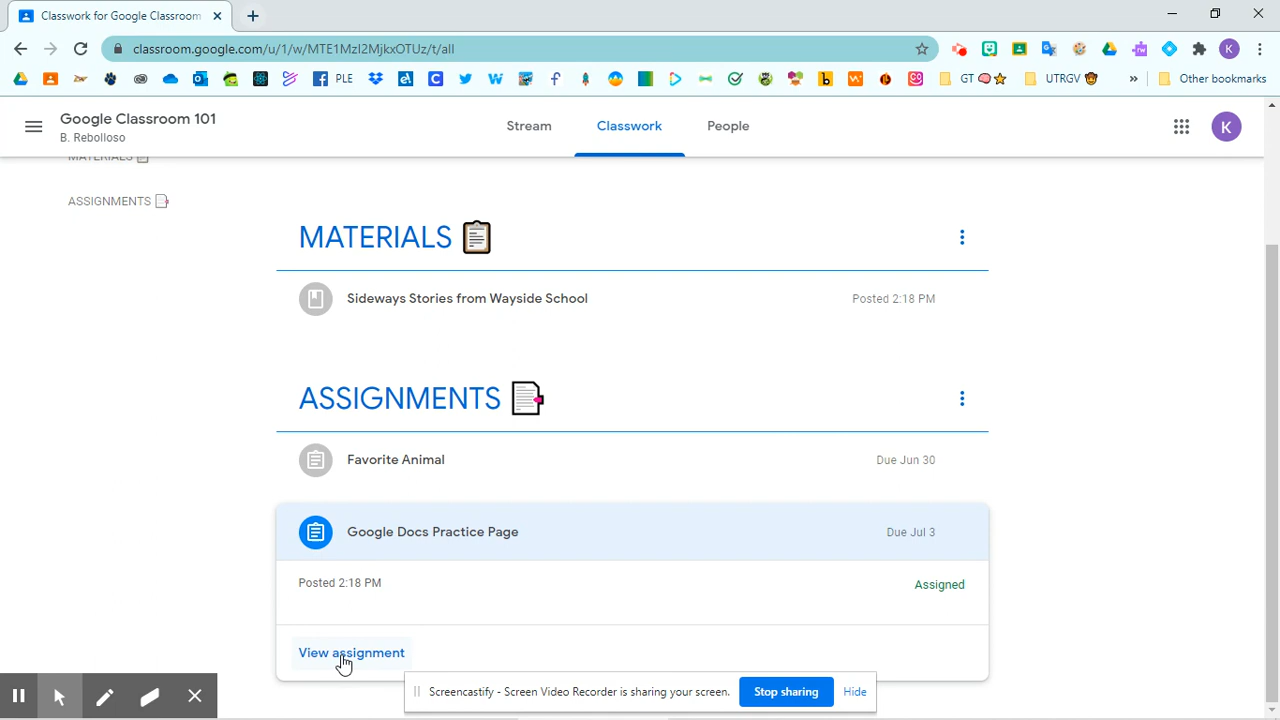 Classwork for Google Classroom
classroom.google.com/u/1/w/MTE1MzI2MjkxOTUz/t/all
K
PLE
GT
UTRGV
»
Other bookmarks
Google Classroom 101
B. Rebolloso
Stream
Classwork
People
K
MATERIALS
ASSIGNMENTS
MATERIALS
Sideways Stories from Wayside School
Posted 2:18 PM
ASSIGNMENTS
Favorite Animal
Due Jun 30
Google Docs Practice Page
Due Jul 3
Posted 2:18 PM
Assigned
View assignment
Screencastify - Screen Video Recorder is sharing your screen.
Stop sharing
Hide